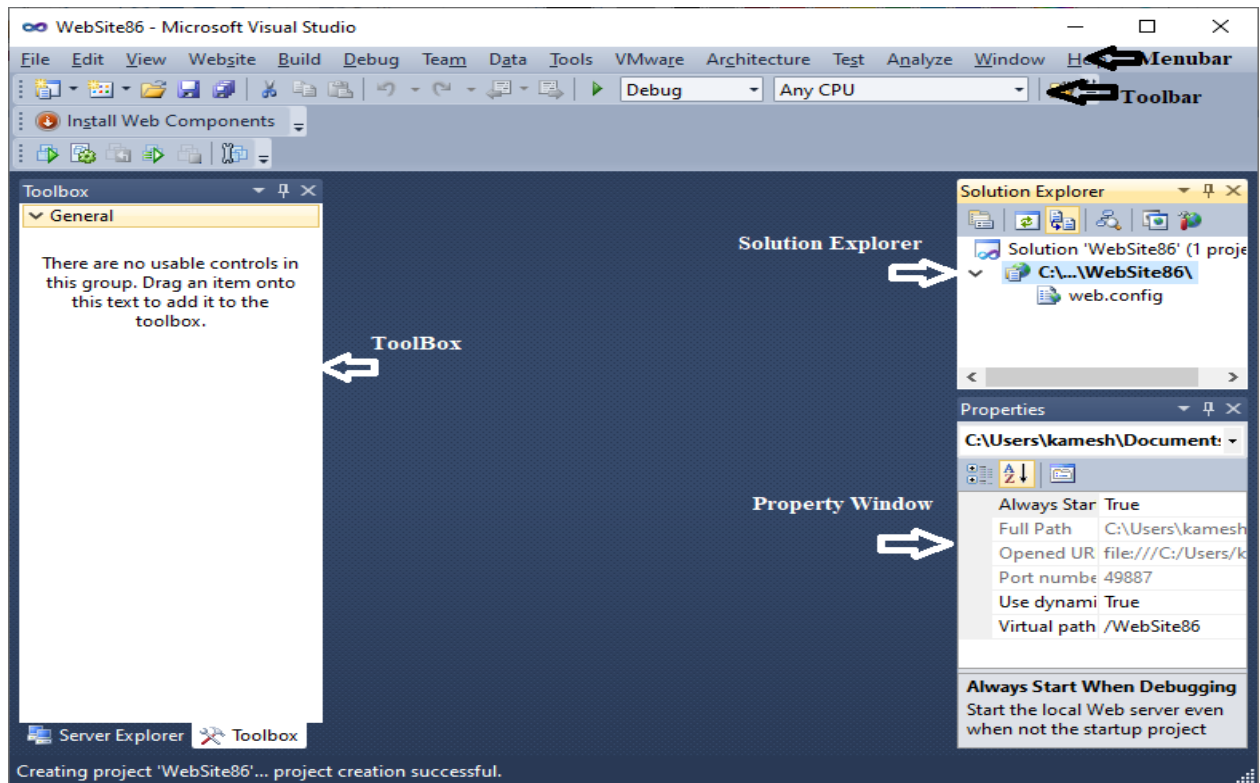 WebSite86 - Microsoft Visual Studio
File Edit View Website Build Debug Team Data Tools VMware Architecture Test Analyze Window Menubar
Debug Any CPU Toolbar
Install Web Components
Toolbox
General
There are no usable controls in
this group. Drag an item onto
this text to add it to the
toolbox.
ToolBox
Server Explorer Toolbox
Solution Explorer
Solution Explorer
Solution 'WebSite86' (1 proje
C:\...\WebSite86\
web.config
Properties
C:\Users\kamesh\Document
Property Window
Always Star True
Full Path C:\Users\kamesh
Opened UR file:///C:/Users/k
Port numbe 49887
Use dynami True
Virtual path /WebSite86
Always Start When Debugging
Start the local Web server even
when not the startup project
Creating project 'WebSite86'... project creation successful.